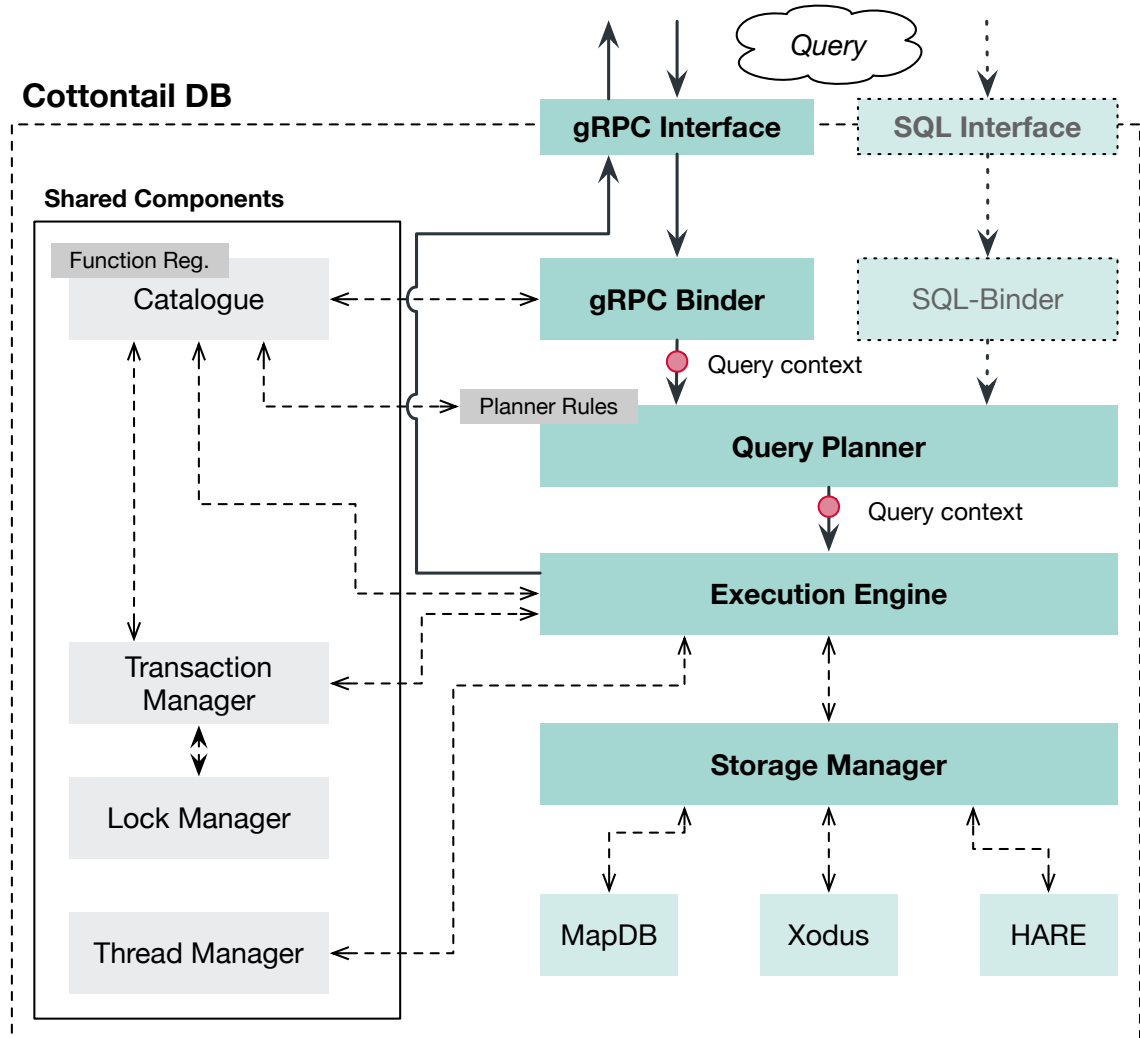 Query
Cottontail DB
gRPC Interface
SQL Interface
Shared Components
Function Reg.
Catalogue
gRPC Binder
SQL-Binder
Query context
Planner Rules
Query Planner
Query context
Execution Engine
Transaction
Manager
Storage Manager
Lock Manager
MapDB
Xodus
HARE
Thread Manager